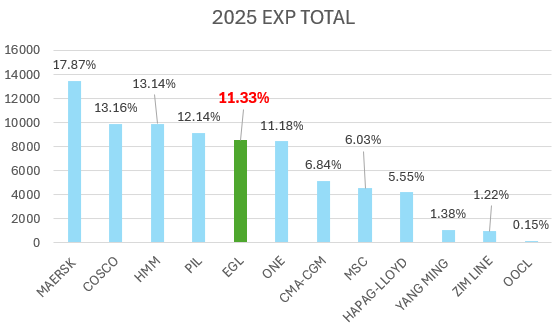 2025 EXP TOTAL
16000
14000
12000
10000
8000
6000
4000
2000
0
17.87%
13.16%
13.14%
12.14%
11.33%
11.18%
6.84%
6.03%
5.55%
1.38%
1.22%
0.15%
MAERSK
COSCO
HMM
PIL
EGL
ONE
CMA-CGM
MSC
HAPAG-LLOYD
YANG MING
ZIM LINE
OOCL